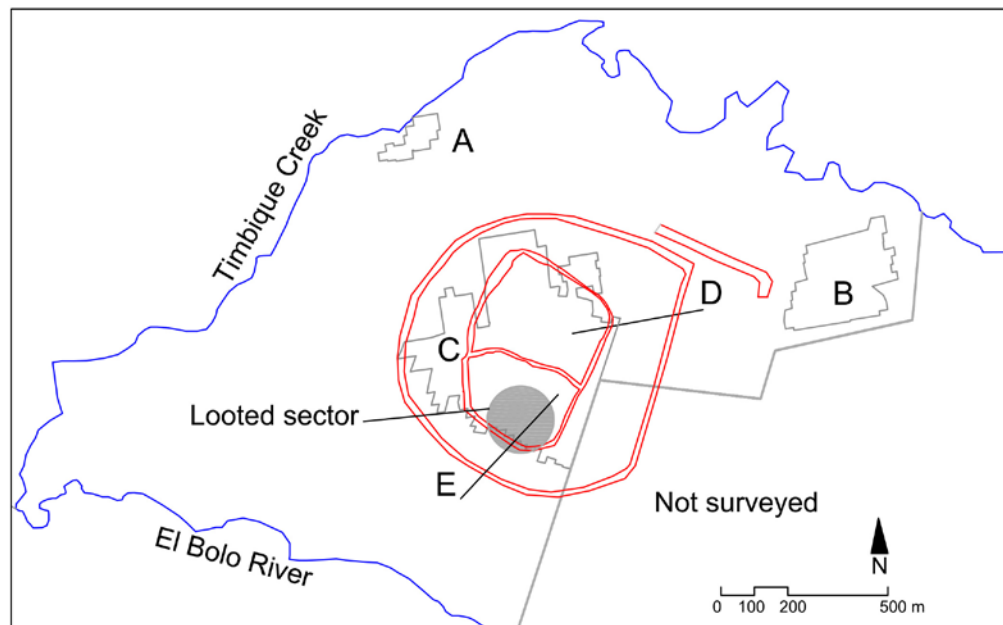 A
Timbique Creek
D
B
C
Looted sector
E
Not surveyed
El Bolo River
N
0 100 200 500 m